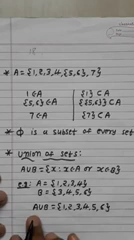 * A = {1,2,3,4,{5,6},7}
1 ∈ A | {1} ⊂ A
{5,6} ∈ A | {{5,6}} ⊂ A
7 ∈ A | {7} ⊂ A
* Φ is a subset of every set
* Union of sets:
A∪B = {x : x∈A or x∈B}
eg: A = {1,2,3,4}
B = {3,4,5,6}
A∪B = {1,2,3,4,5,6}